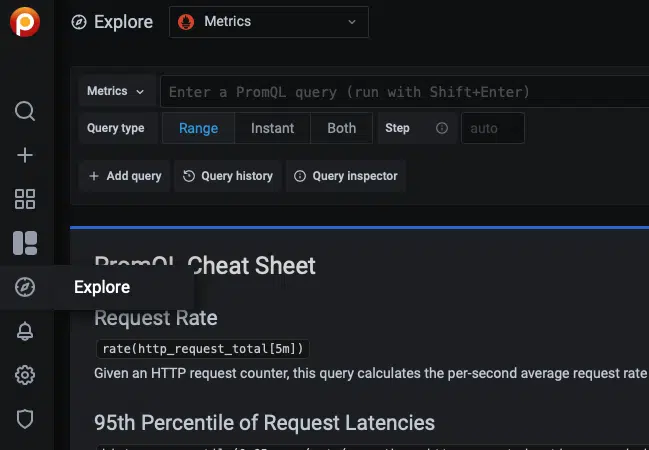 Explore
Metrics
Metrics
Enter a PromQL query (run with Shift+Enter)
Query type
Range
Instant
Both
Step
auto
+ Add query
Query history
Query inspector
PromQL Cheat Sheet
Explore
Request Rate
rate(http_request_total[5m])
Given an HTTP request counter, this query calculates the per-second average request rate
95th Percentile of Request Latencies